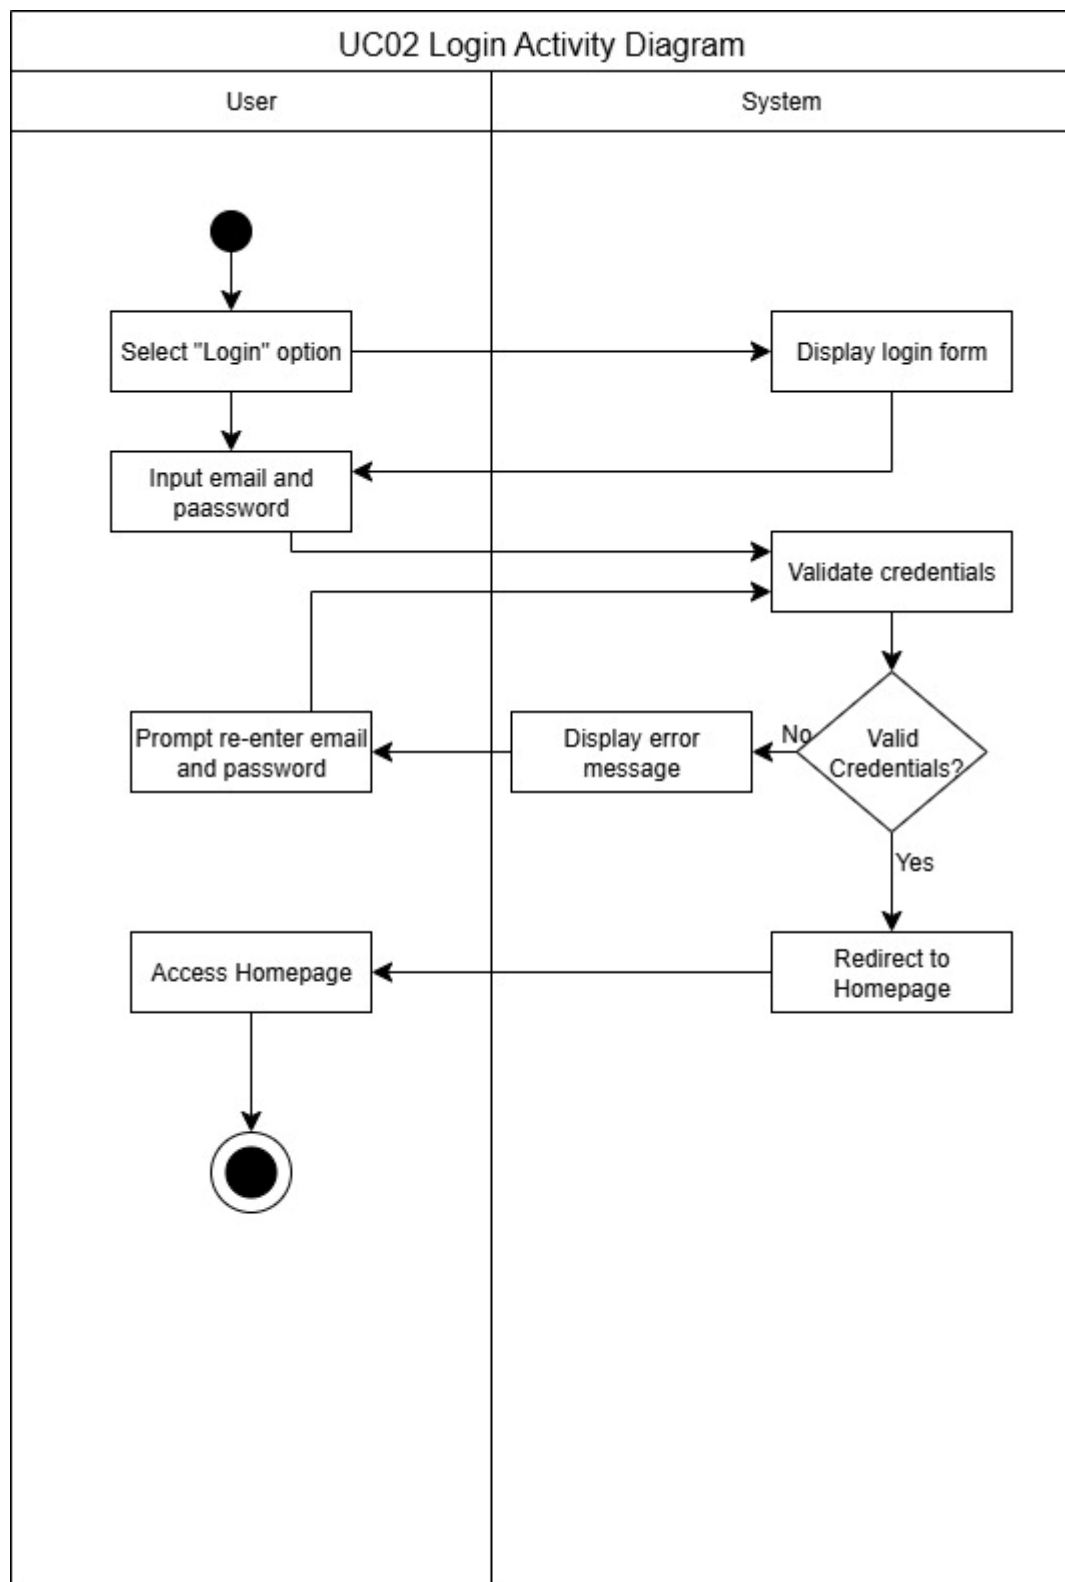 UC02 Login Activity Diagram
User
System
Select "Login" option
Display login form
Input email and
paassword
Validate credentials
Prompt re-enter email
and password
Display error
message
No
Valid
Credentials?
Yes
Access Homepage
Redirect to
Homepage